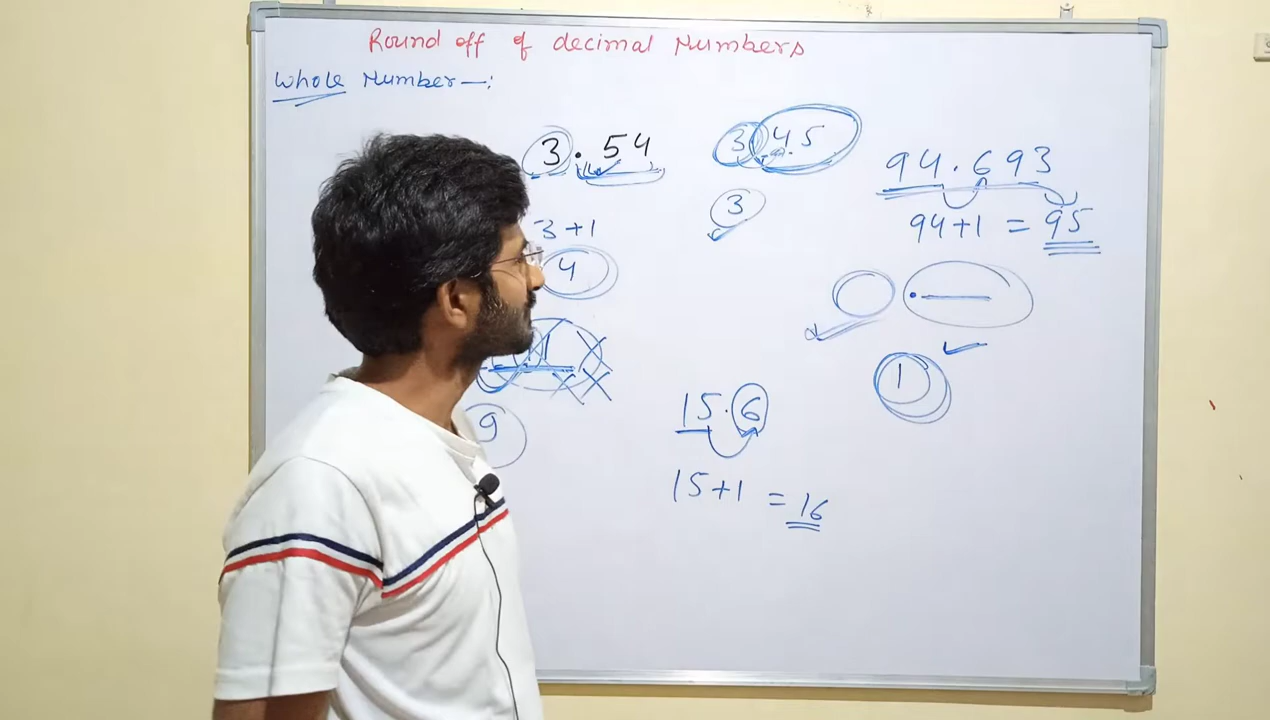 Round off of decimal Numbers
Whole Number—:
3.54
3.45
94.693
3+1
3
94+1 = 95
4
1
15.6
9
15+1 = 16